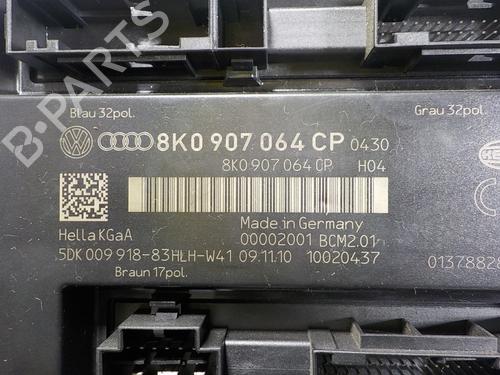 B-PARTS
Blau 32pol.
Grau 32pol.
8K0 907 064 CP 0430
8K0 907 064 CP H04
Made in Germany
Hella KGaA
00002001 BCM2.01
5DK 009 918-83 HLH-W41 09.11.10 10020437
01378828
Braun 17pol.